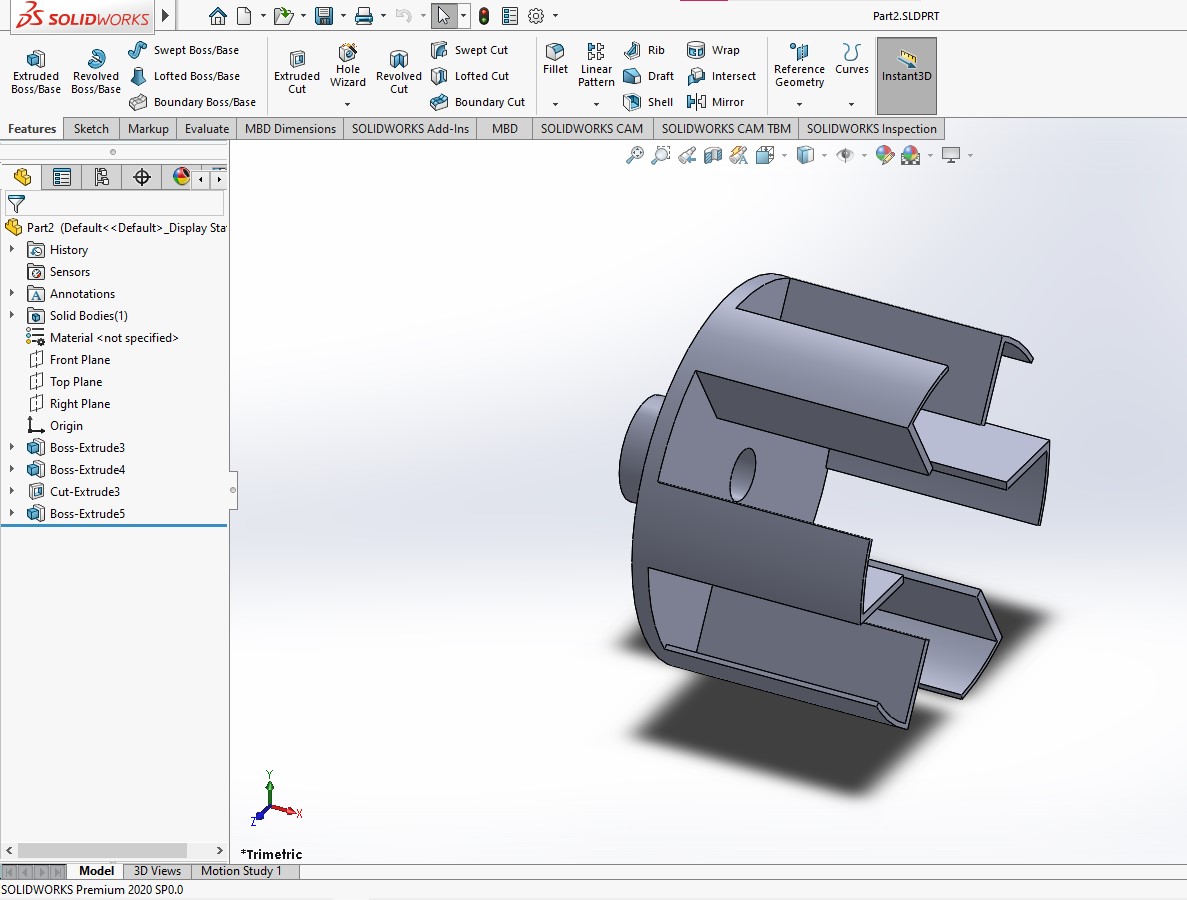 SOLIDWORKS
Part2.SLDPRT
Extruded Boss/Base
Revolved Boss/Base
Swept Boss/Base
Lofted Boss/Base
Boundary Boss/Base
Extruded Cut
Hole Wizard
Revolved Cut
Swept Cut
Lofted Cut
Boundary Cut
Fillet
Linear Pattern
Rib
Draft
Shell
Wrap
Intersect
Mirror
Reference Geometry
Curves
Instant3D
Features
Sketch
Markup
Evaluate
MBD Dimensions
SOLIDWORKS Add-Ins
MBD
SOLIDWORKS CAM
SOLIDWORKS CAM TBM
SOLIDWORKS Inspection
Part2 (Default<<Default>_Display Sta
History
Sensors
Annotations
Solid Bodies(1)
Material <not specified>
Front Plane
Top Plane
Right Plane
Origin
Boss-Extrude3
Boss-Extrude4
Cut-Extrude3
Boss-Extrude5
Y
X
Z
*Trimetric
Model
3D Views
Motion Study 1
SOLIDWORKS Premium 2020 SP0.0